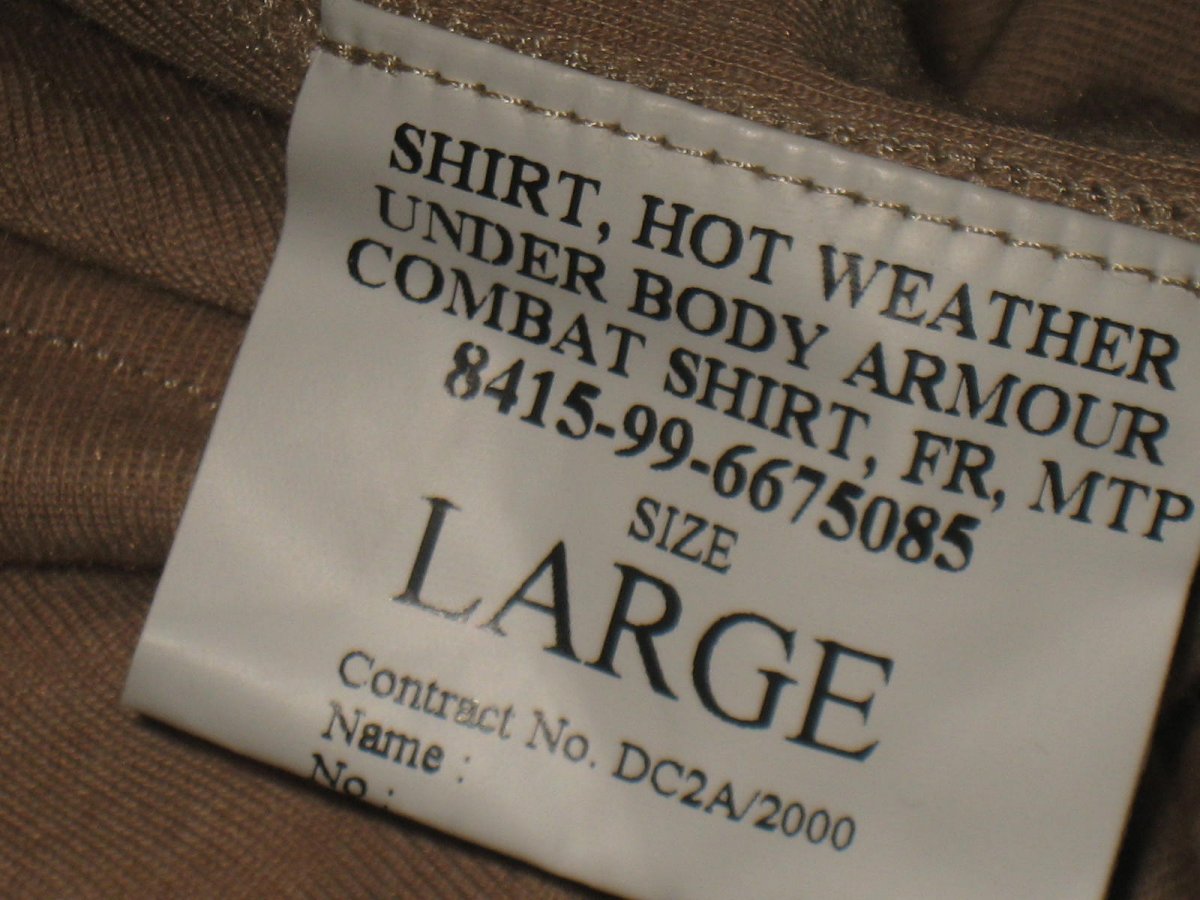 SHIRT, HOT WEATHER
UNDER BODY ARMOUR
COMBAT SHIRT, FR, MTP
8415-99-6675085
SIZE
LARGE
Contract No. DC2A/2000
Name :
No :